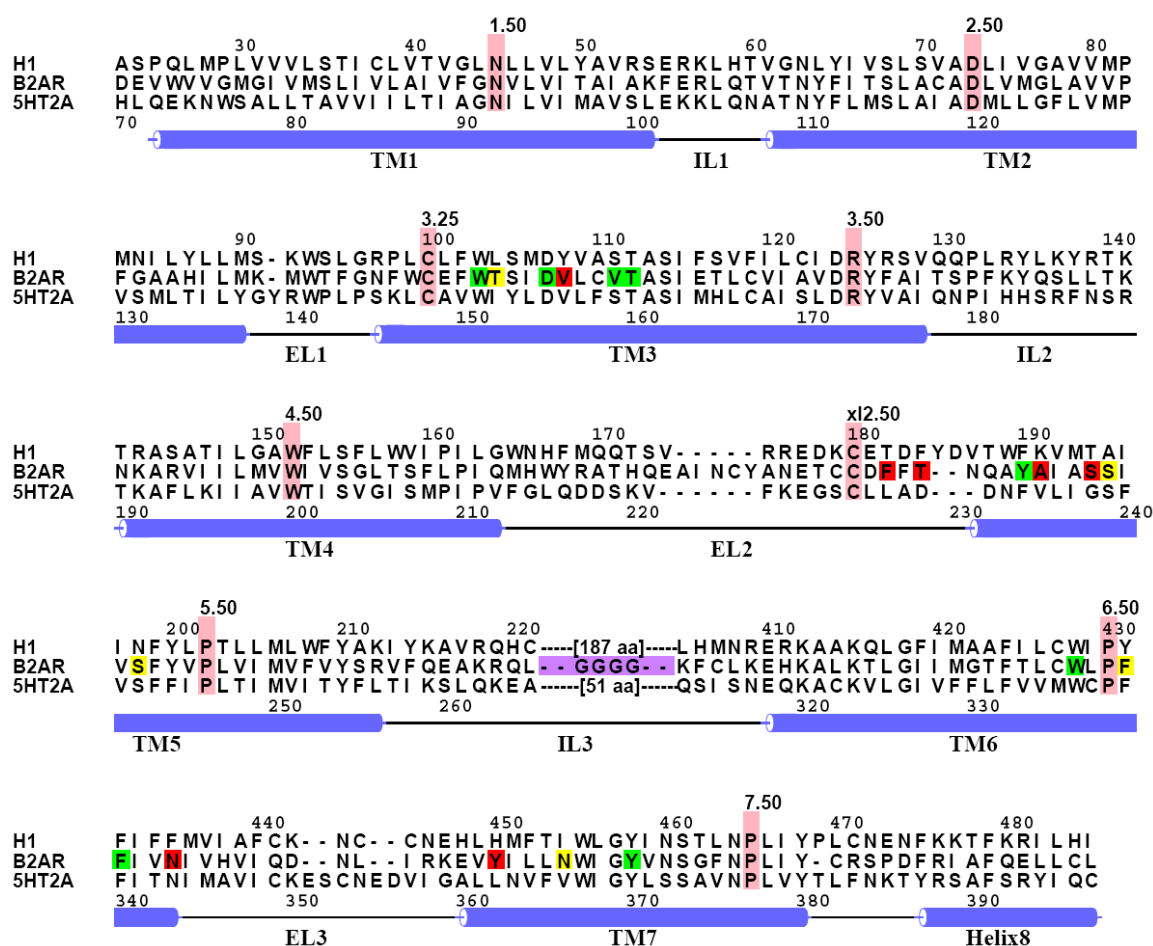 1.50 2.50
30 40 50 60 70 80
H1 ASPQLMPLVVVLSTICLVTVGLNLLVLYAVRSERKLHTVGNLYIVSLSVADLIVGAVVMP
B2AR DEVWVVGMGIVMSLIVLAIVFGNVLVITAIAKFERLQTVTNYFITSLACADLVMGLAVVP
5HT2A HLQEKNWSALLTAVVIILTIAGNILVIMAVSLEKKLQNATNYFLMSLAIADMLLGFLVMP
70 80 90 100 110 120
TM1 IL1 TM2
3.25 3.50
90 100 110 120 130 140
H1 MNILYLLMS-KWSLGRPLCLFWLSMDYVASTASIFSVFILCIDRYRSVQQPLRYLKYRTK
B2AR FGAAHILMK-MWTFGNFWCEFWTSIDVLCVTASIETLCVIAVDRYFAITSPFKYQSLLTK
5HT2A VSMLTILYGYRWPLPSKLCAVWIYLDVLFSTASIMHLCAISLDRYVAIQNPIHHSRFNSR
130 140 150 160 170 180
EL1 TM3 IL2
4.50 xl2.50
150 160 170 180 190
H1 TRASATILGAWFLSFLWVIPILGWNHFMQQTSV-----RREDKCETDFYDVTWFKVMTAI
B2AR NKARVIILMVWIVSGLTSFLPIQMHWYRATHQEAINCYANETCCDFFT--NQAYAIASSI
5HT2A TKAFLKIIAVWTISVGISMPIPVFGLQDDSKV-----FKEGSCLLAD---DNFVLIGSF
190 200 210 220 230 240
TM4 EL2
5.50 6.50
200 210 220 410 420 430
H1 INFYLPTLLMLWFYAKIYKAVRQHC-----[187 aa]------LHMNRERKAAKQLGFIMAAFILCWIPY
B2AR VSFYVPLVIMVFVYSRVFQEAKRQL--GGGG--KFCLKEHKALKTLGIIMGTFTLCWLPF
5HT2A VSFFIPLTIMVITYFLTIKSLQKEA------[51 aa]------QSISNEQKACKVLGIVFFLFVVMWCPF
250 260 320 330
TM5 IL3 TM6
7.50
440 450 460 470 480
H1 FIFFMVIAFCK--NC--CNEHLHMFTIWLGYINSTLNPLIYPLCNENFKKTFKRILHI
B2AR FIVNIVHVIQD--NL--IRKEVYILLNWIGYVNSGFNPLIY-CRSPDFRIAFQELLCL
5HT2A FITNIMAVICKESCNEDVIGALLNVFVWIGYLSSAVNPLVYTLFNKTYRSAFSRYIQC
340 350 360 370 380 390
EL3 TM7 Helix8